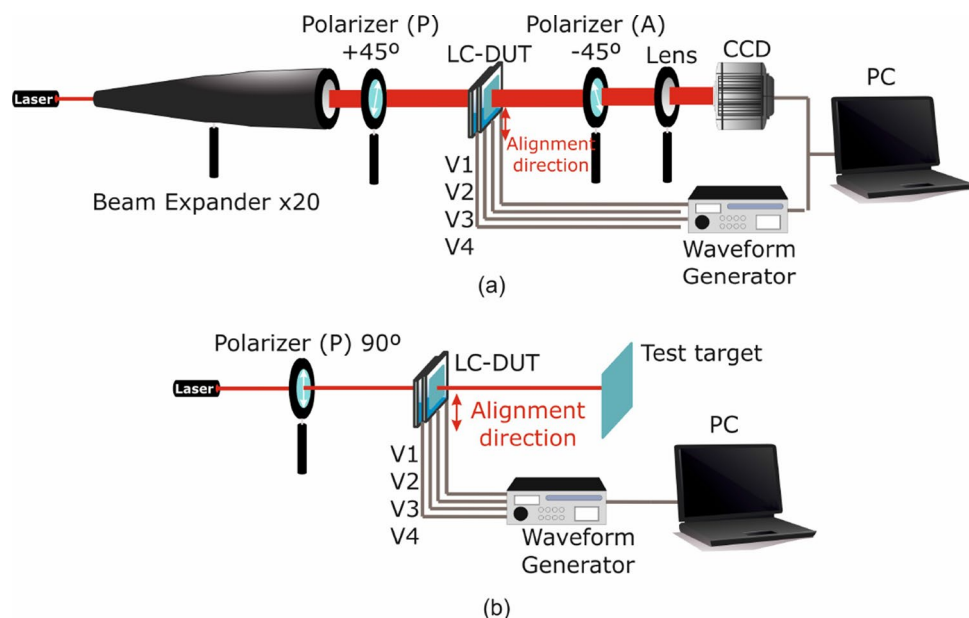 (a)
Polarizer (P)
+45º
LC-DUT
Polarizer (A)
-45º
Lens
CCD
PC
Laser
Alignment
direction
V1
V2
V3
V4
Beam Expander x20
Waveform
Generator
(b)
Polarizer (P) 90º
LC-DUT
Test target
Laser
Alignment
direction
PC
V1
V2
V3
V4
Waveform
Generator